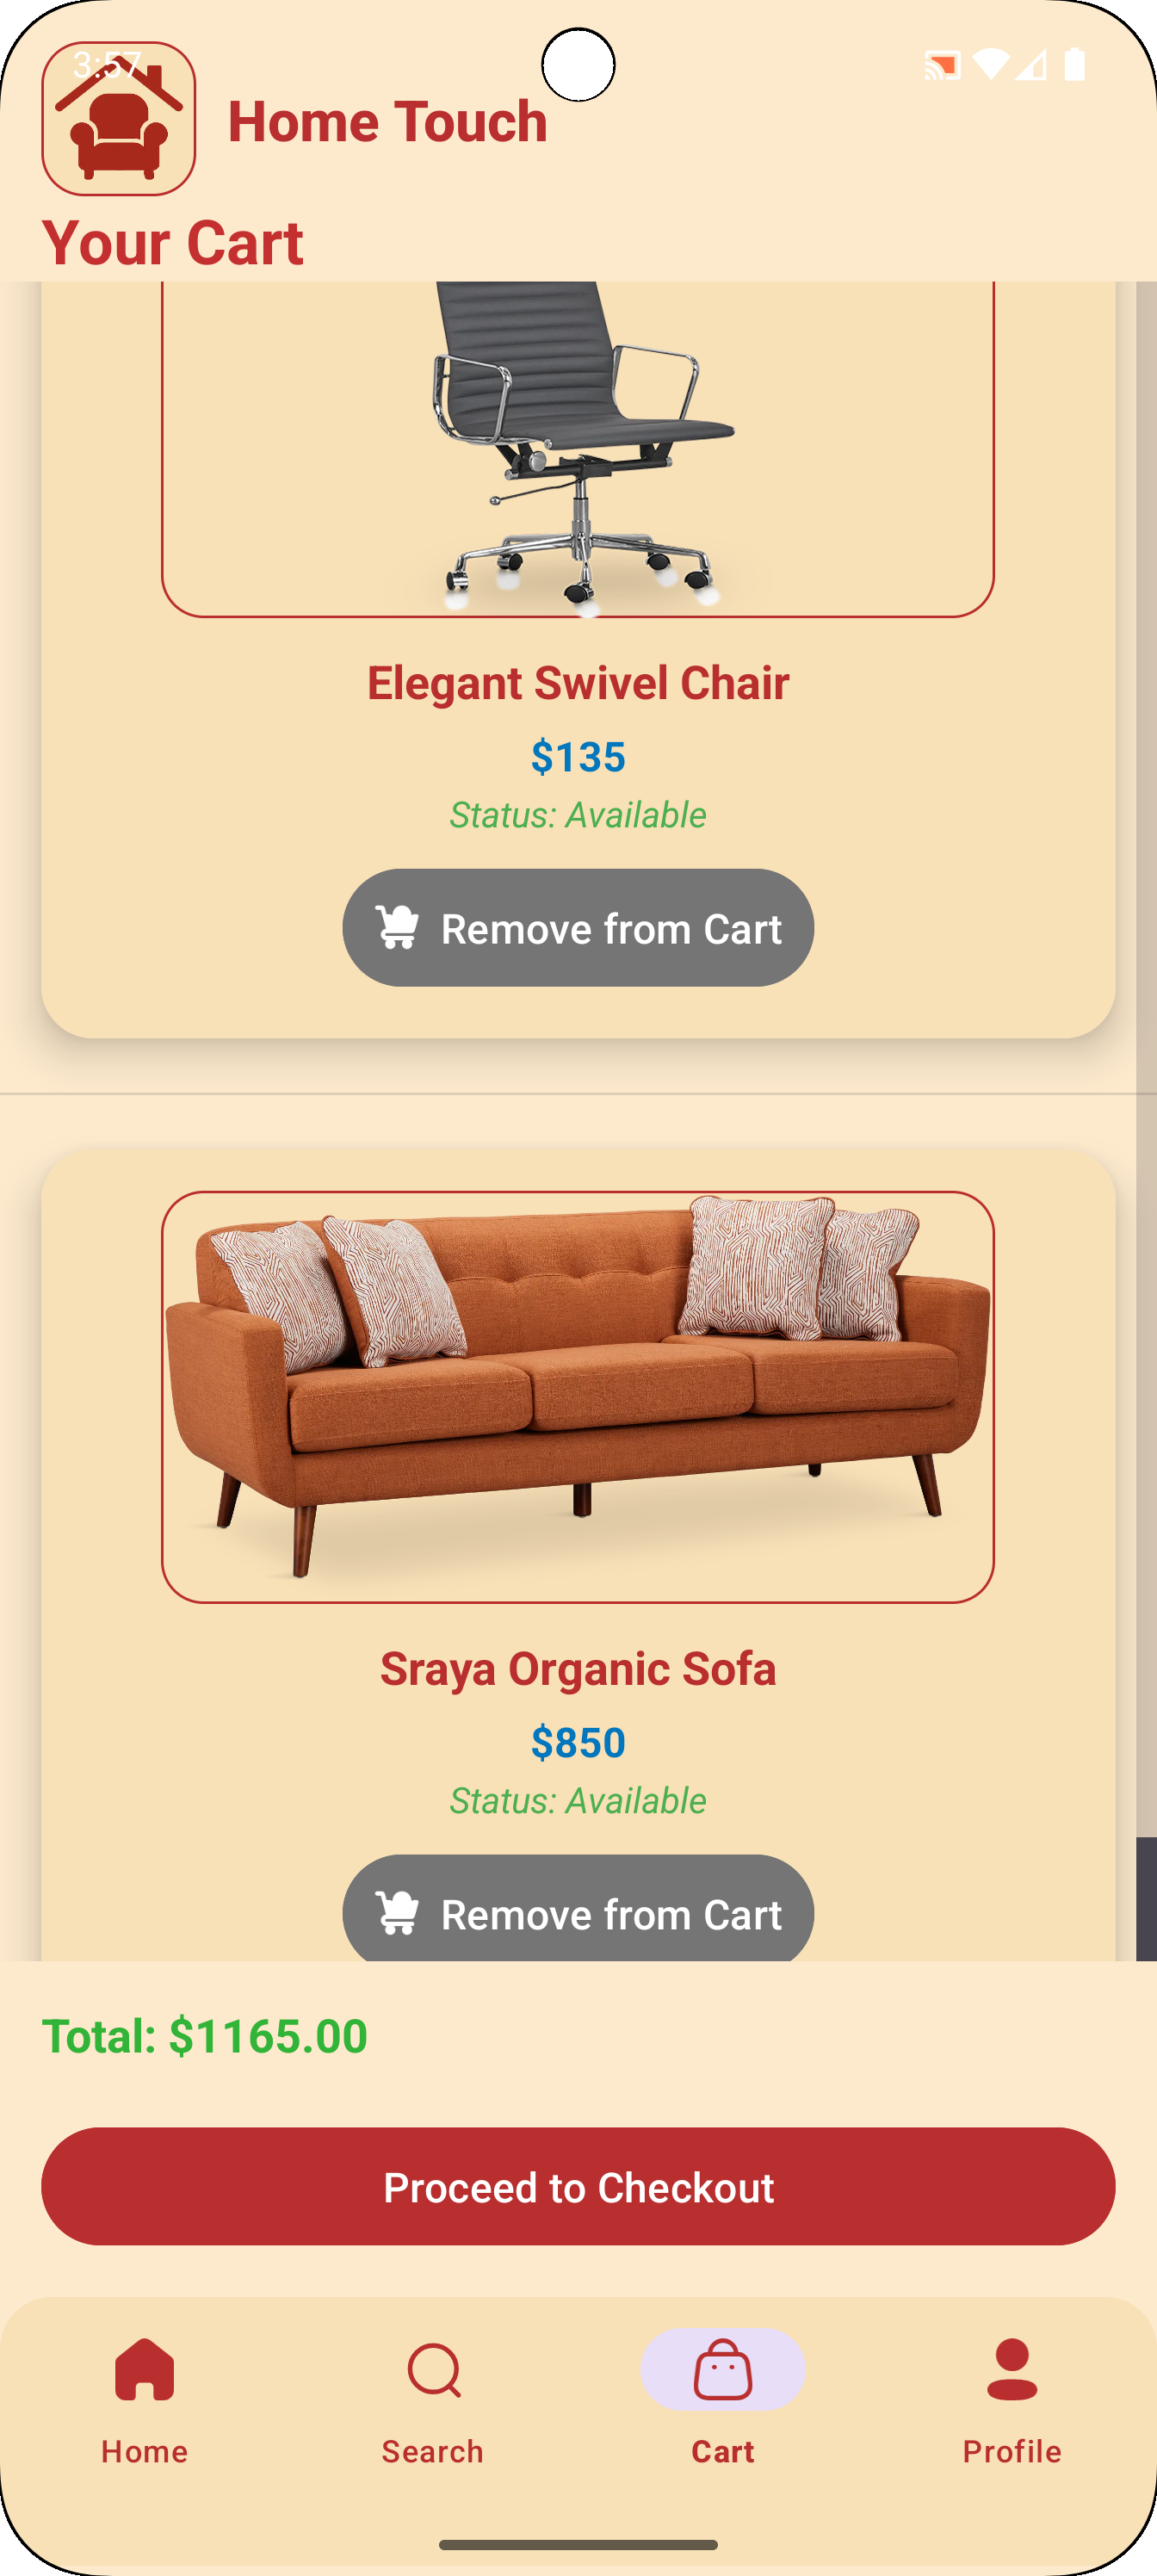 3:57
Home Touch
Your Cart
Elegant Swivel Chair
$135
Status: Available
Remove from Cart
Sraya Organic Sofa
$850
Status: Available
Remove from Cart
Total: $1165.00
Proceed to Checkout
Home
Search
Cart
Profile